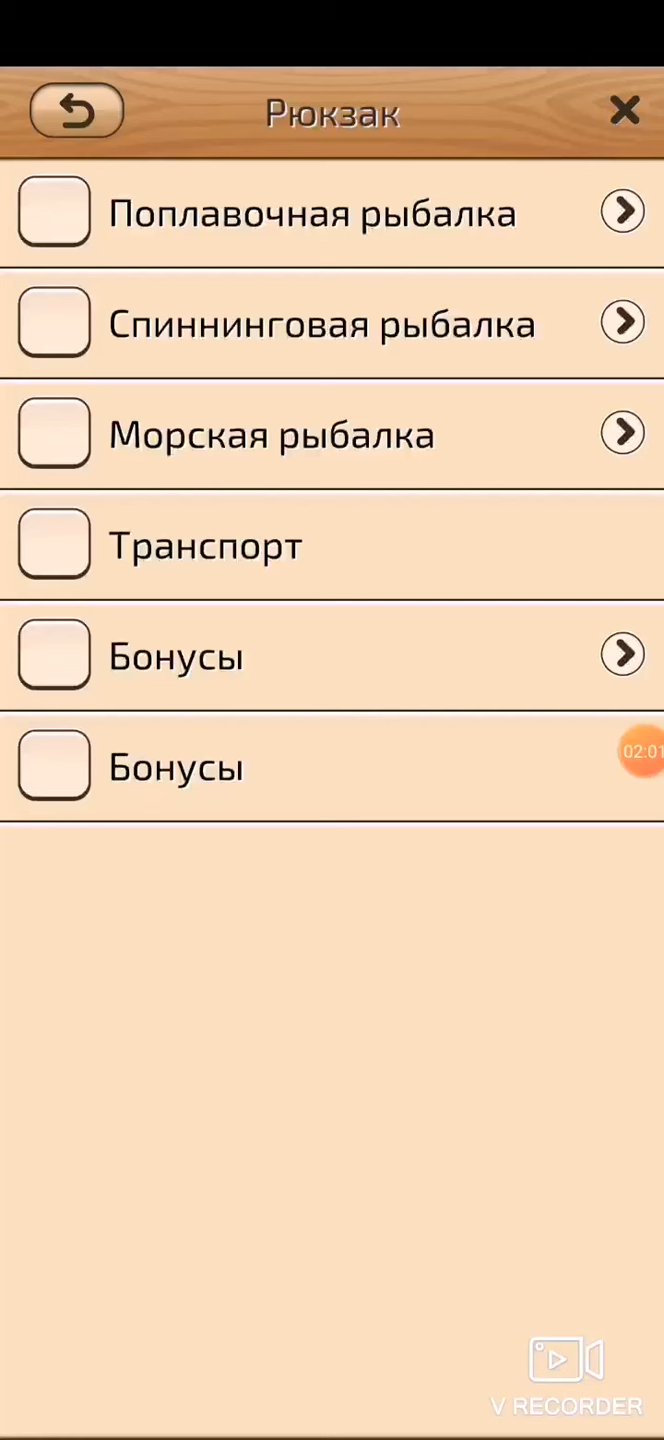 Рюкзак
Поплавочная рыбалка
Спиннинговая рыбалка
Морская рыбалка
Транспорт
Бонусы
Бонусы
02:01
V RECORDER